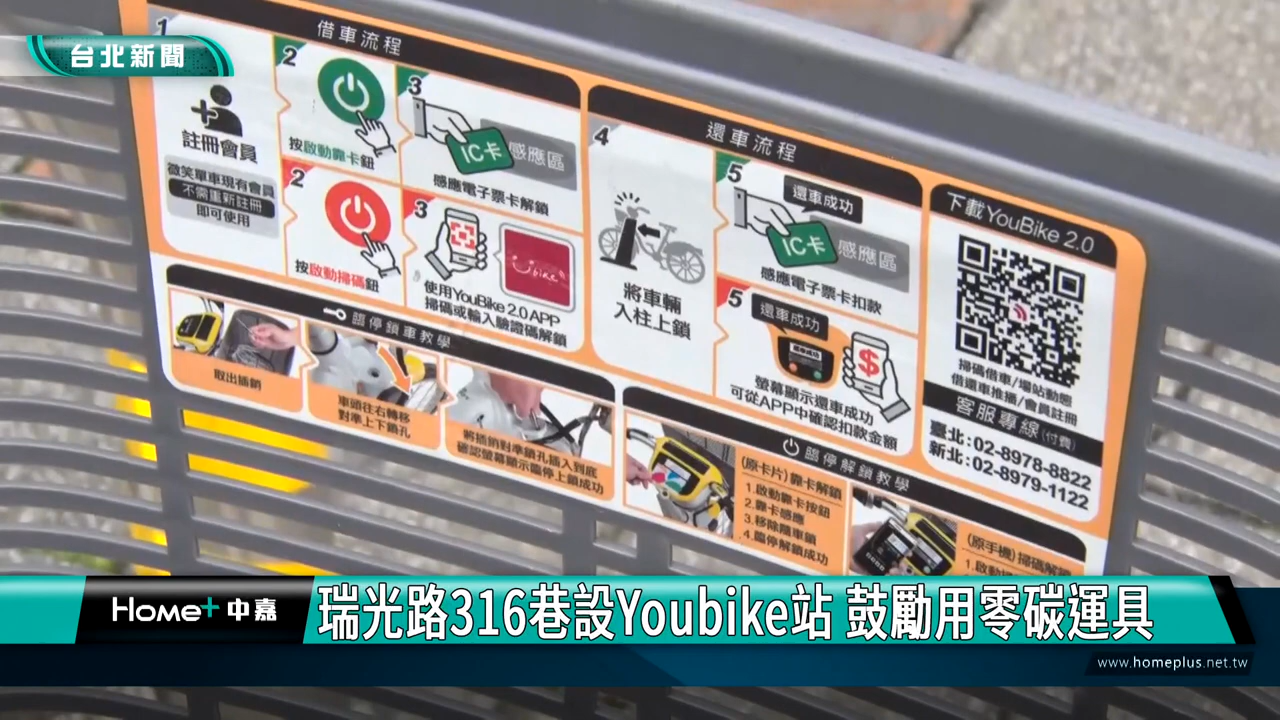 台北新聞
借車流程
1
註冊會員
微笑單車現有會員
不需重新註冊
即可使用
2
按啟動靠卡鈕
3
IC卡
感應區
感應電子票卡解鎖
2
按啟動掃碼鈕
3
使用YouBike 2.0 APP
掃碼或輸入驗證碼解鎖
還車流程
4
將車輛
入柱上鎖
5
還車成功
IC卡
感應區
感應電子票卡扣款
5
還車成功
螢幕顯示還車成功
可從APP中確認扣款金額
下載YouBike 2.0
掃碼借車/場站動態
借還車推播/會員註冊
客服專線(付費)
臺北:02-8978-8822
新北:02-8979-1122
臨停鎖車教學
取出插銷
車頭往右轉移
對準上下鎖孔
將插銷對準鎖孔插入到底
確認螢幕顯示臨停上鎖成功
臨停解鎖教學
(原卡片)靠卡解鎖
1.啟動靠卡按鈕
2.靠卡感應
3.移除隨車鎖
4.臨停解鎖成功
(原手機)掃碼解鎖
Home+中嘉
瑞光路316巷設Youbike站 鼓勵用零碳運具
www.homeplus.net.tw